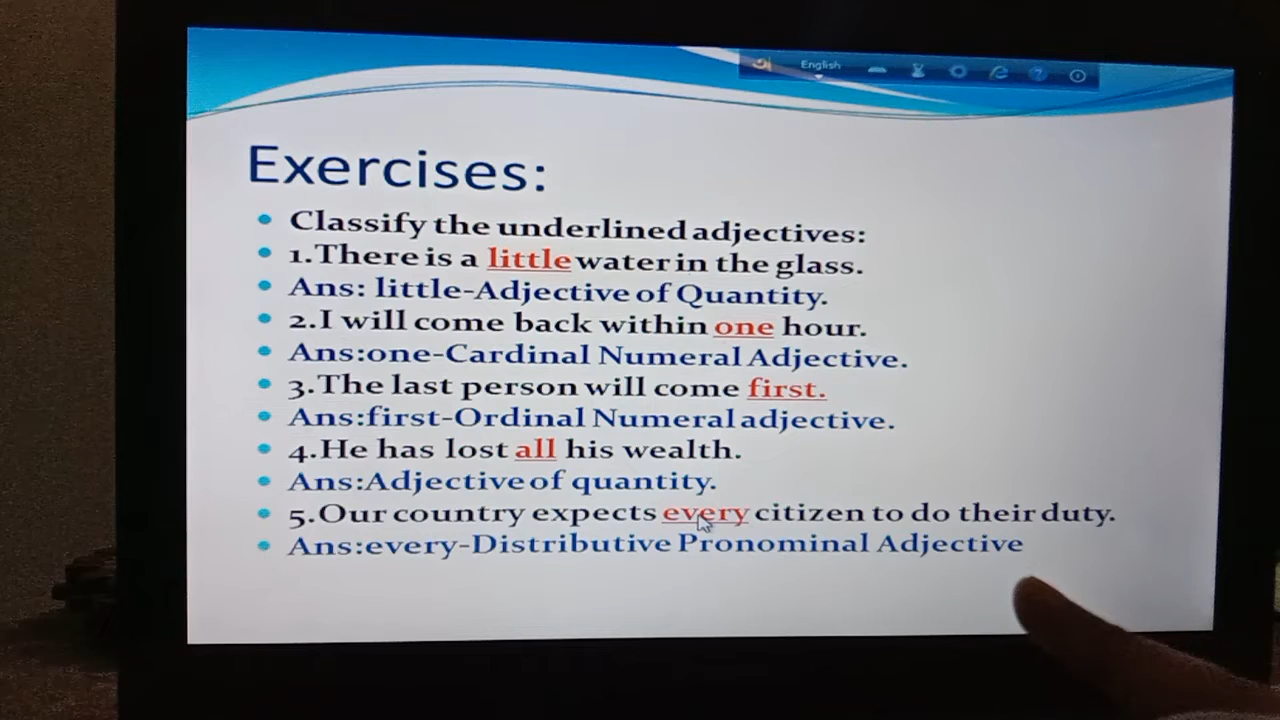 English
Exercises:
Classify the underlined adjectives:
1.There is a little water in the glass.
Ans: little-Adjective of Quantity.
2.I will come back within one hour.
Ans:one-Cardinal Numeral Adjective.
3.The last person will come first.
Ans:first-Ordinal Numeral adjective.
4.He has lost all his wealth.
Ans:Adjective of quantity.
5.Our country expects every citizen to do their duty.
Ans:every-Distributive Pronominal Adjective